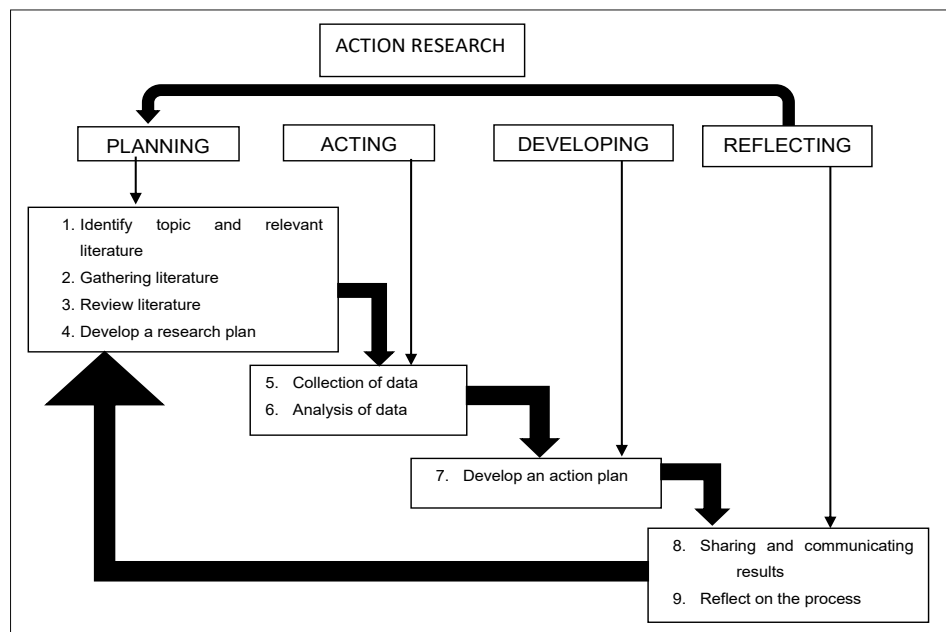 ACTION RESEARCH
PLANNING
ACTING
DEVELOPING
REFLECTING
1. Identify topic and relevant
literature
2. Gathering literature
3. Review literature
4. Develop a research plan
5. Collection of data
6. Analysis of data
7. Develop an action plan
8. Sharing and communicating
results
9. Reflect on the process